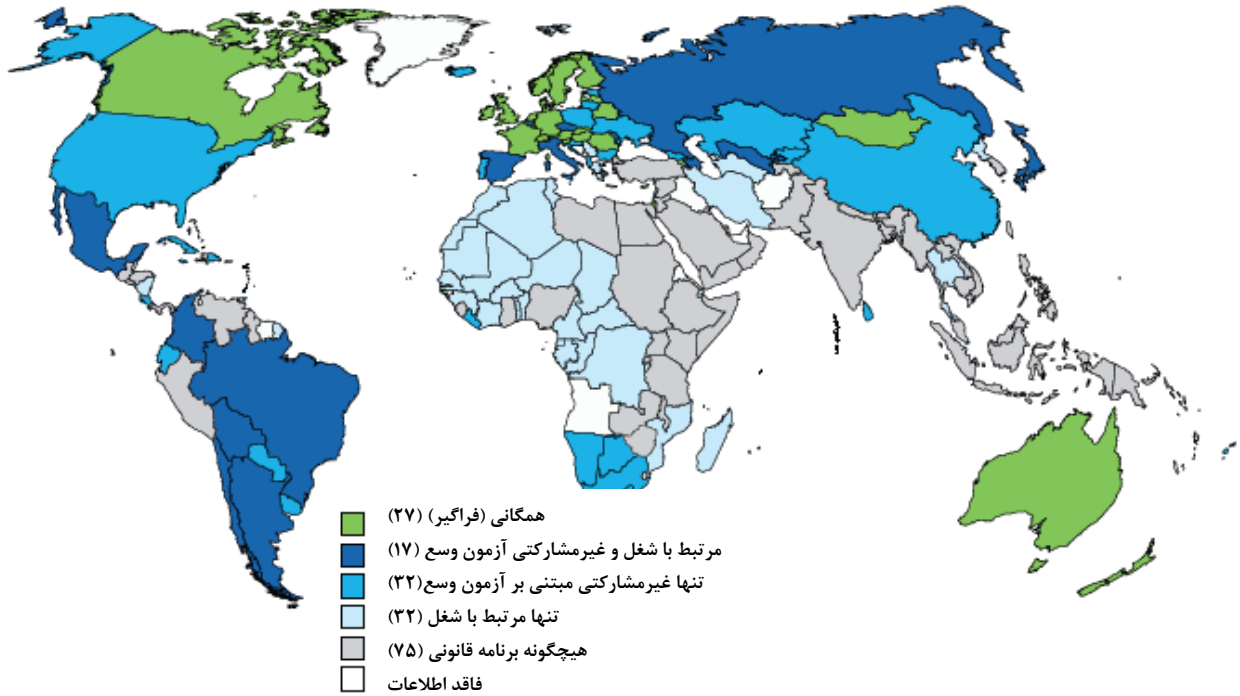 همگانی (فراگیر) (۲۷)
مرتبط با شغل و غیرمشارکتی آزمون وسع (۱۷)
تنها غیرمشارکتی مبتنی بر آزمون وسع(۳۲)
تنها مرتبط با شغل (۳۲)
هیچگونه برنامه قانونی (۷۵)
فاقد اطلاعات